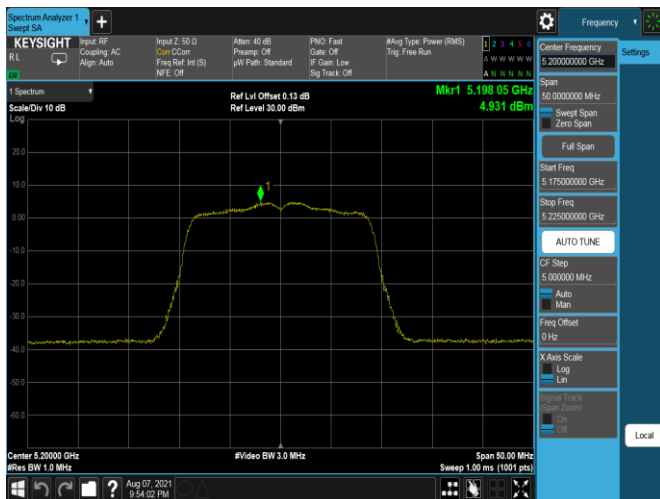 Spectrum Analyzer 1
Swept SA
+
Frequency
KEYSIGHT
R L
Input: RF
Coupling: AC
Align: Auto
Input Z: 50 Ω
Corr CCorr
Freq Ref: Int (S)
NFE: Off
Atten: 40 dB
Preamp: Off
µW Path: Standard
PNO: Fast
Gate: Off
IF Gain: Low
Sig Track: Off
#Avg Type: Power (RMS)
Trig: Free Run
1 2 3 4 5 6
A W W W W W
A N N N N N
1 Spectrum
Scale/Div 10 dB
Log
Ref Lvl Offset 0.13 dB
Ref Level 30.00 dBm
Mkr1 5.198 05 GHz
4.931 dBm
20.0
10.0
0.00
-10.0
-20.0
-30.0
-40.0
-50.0
-60.0
1
Center 5.20000 GHz
#Res BW 1.0 MHz
#Video BW 3.0 MHz
Span 50.00 MHz
Sweep 1.00 ms (1001 pts)
Aug 07, 2021
9:54:02 PM
?
Center Frequency
5.200000000 GHz
Span
50.0000000 MHz
Swept Span
Zero Span
Full Span
Start Freq
5.175000000 GHz
Stop Freq
5.225000000 GHz
AUTO TUNE
CF Step
5.000000 MHz
Auto
Man
Freq Offset
0 Hz
X Axis Scale
Log
Lin
Signal Track
(Span Zoom)
On
Off
Settings
Local